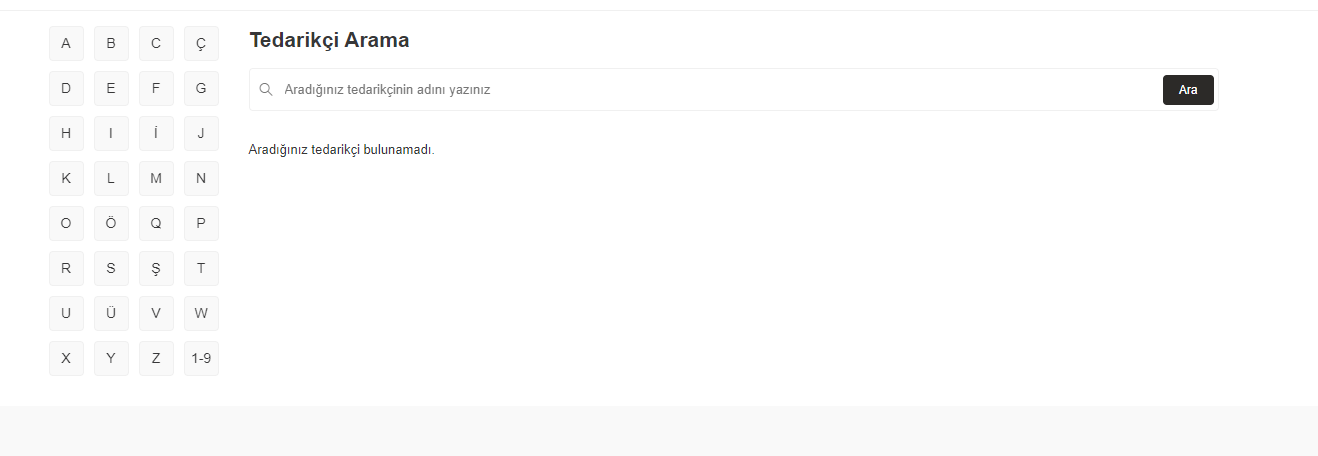 A B C Ç
D E F G
H I İ J
K L M N
O Ö Q P
R S Ş T
U Ü V W
X Y Z 1-9
Tedarikçi Arama
Aradığınız tedarikçinin adını yazınız
Ara
Aradığınız tedarikçi bulunamadı.